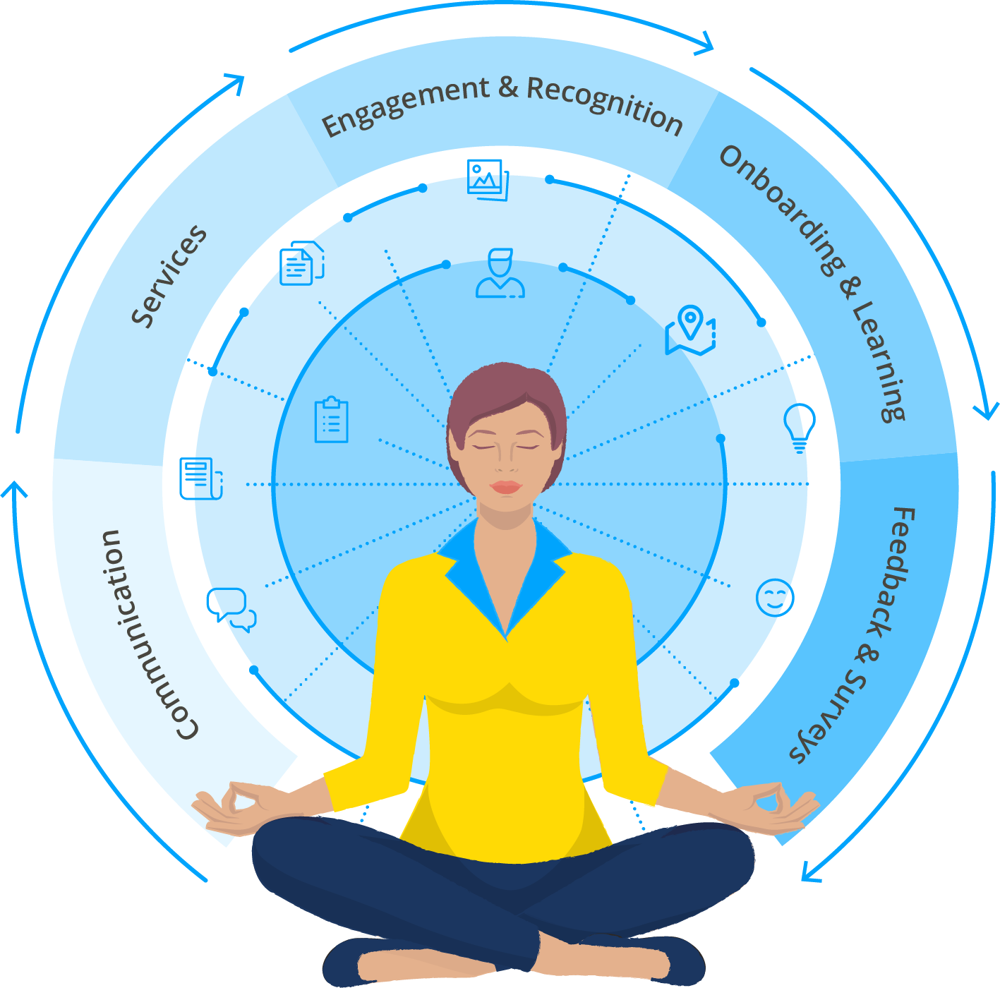 Communication
Services
Engagement & Recognition
Onboarding & Learning
Feedback & Surveys